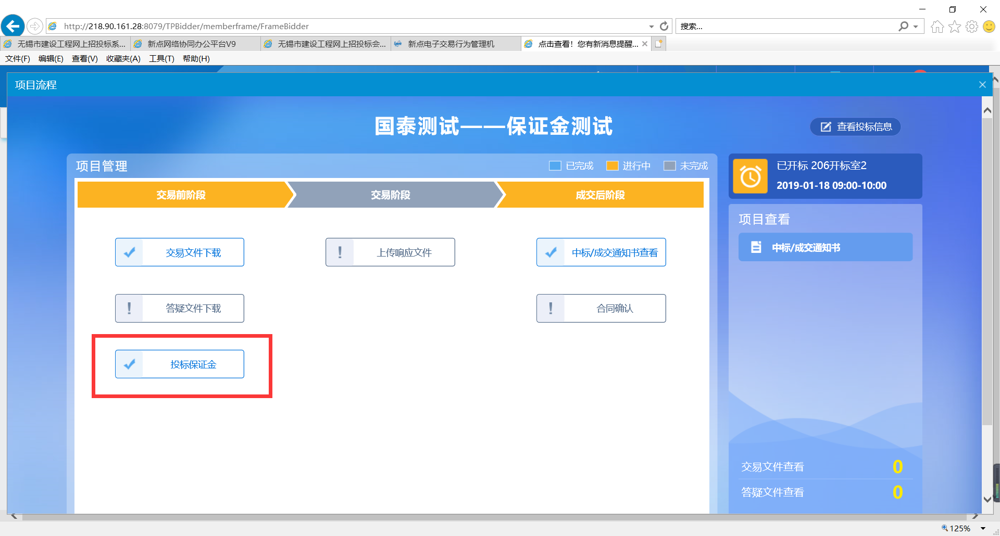 http://218.90.161.28:8079/TPBidder/memberframe/FrameBidder
搜索...
无锡市建设工程网上招投标系...
新点网络协同办公平台V9
无锡市建设工程网上招投标会...
新点电子交易行为管理机
点击查看！您有新消息提醒...
文件(F) 编辑(E) 查看(V) 收藏夹(A) 工具(T) 帮助(H)
项目流程
国泰测试——保证金测试
查看投标信息
项目管理
已完成 进行中 未完成
已开标 206开标室2
2019-01-18 09:00-10:00
交易前阶段 交易阶段 成交后阶段
项目查看
中标/成交通知书
交易文件下载 上传响应文件 中标/成交通知书查看
答疑文件下载 合同确认
投标保证金
交易文件查看 0
答疑文件查看 0
125%